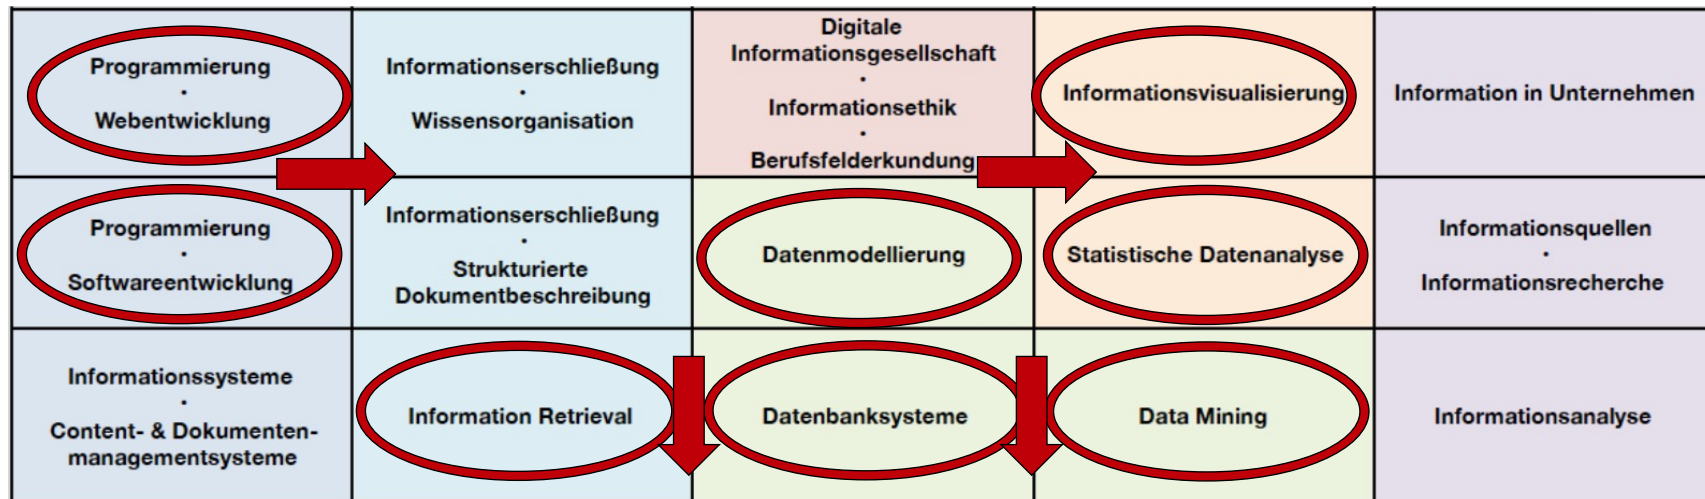 Programmierung
•
Webentwicklung
Informationserschließung
•
Wissensorganisation
Digitale
Informationsgesellschaft
•
Informationsethik
•
Berufsfelderkundung
Informationsvisualisierung
Information in Unternehmen
Programmierung
•
Softwareentwicklung
Informationserschließung
•
Strukturierte
Dokumentbeschreibung
Datenmodellierung
Statistische Datenanalyse
Informationsquellen
•
Informationsrecherche
Informationssysteme
•
Content- & Dokumenten-
managementsysteme
Information Retrieval
Datenbanksysteme
Data Mining
Informationsanalyse